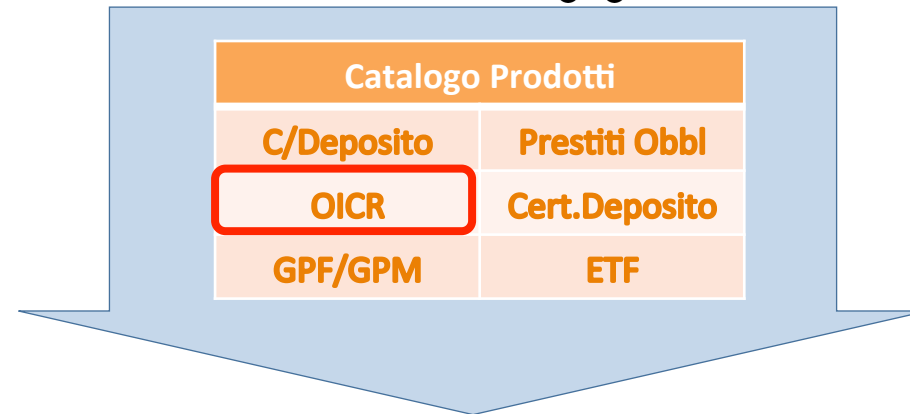 Catalogo Prodotti
C/Deposito Prestiti Obbl
OICR Cert.Deposito
GPF/GPM ETF